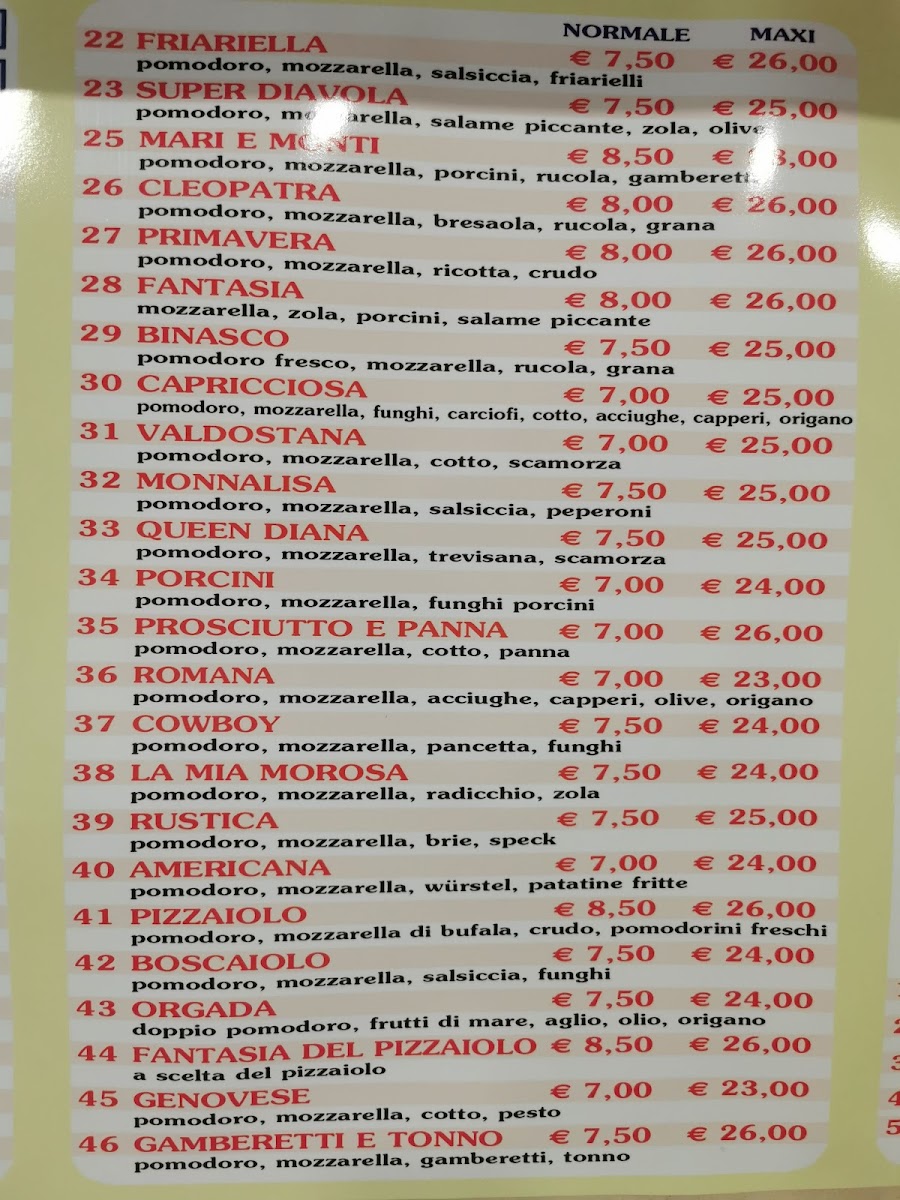 NORMALE MAXI
22 FRIARIELLA € 7,50 € 26,00
pomodoro, mozzarella, salsiccia, friarielli
23 SUPER DIAVOLA € 7,50 € 25,00
pomodoro, mozzarella, salame piccante, zola, olive
25 MARI E MONTI € 8,50 €
pomodoro, mozzarella, porcini, rucola, gamberetti
26 CLEOPATRA € 8,00 € 26,00
pomodoro, mozzarella, bresaola, rucola, grana
27 PRIMAVERA € 8,00 € 26,00
pomodoro, mozzarella, ricotta, crudo
28 FANTASIA € 8,00 € 26,00
mozzarella, zola, porcini, salame piccante
29 BINASCO € 7,50 € 25,00
pomodoro fresco, mozzarella, rucola, grana
30 CAPRICCIOSA € 7,00 € 25,00
pomodoro, mozzarella, funghi, carciofi, cotto, acciughe, capperi, origano
31 VALDOSTANA € 7,00 € 25,00
pomodoro, mozzarella, cotto, scamorza
32 MONNALISA € 7,50 € 25,00
pomodoro, mozzarella, salsiccia, peperoni
33 QUEEN DIANA € 7,50 € 25,00
pomodoro, mozzarella, trevisana, scamorza
34 PORCINI € 7,00 € 24,00
pomodoro, mozzarella, funghi porcini
35 PROSCIUTTO E PANNA € 7,00 € 26,00
pomodoro, mozzarella, cotto, panna
36 ROMANA € 7,00 € 23,00
pomodoro, mozzarella, acciughe, capperi, olive, origano
37 COWBOY € 7,50 € 24,00
pomodoro, mozzarella, pancetta, funghi
38 LA MIA MOROSA € 7,50 € 24,00
pomodoro, mozzarella, radicchio, zola
39 RUSTICA € 7,50 € 25,00
pomodoro, mozzarella, brie, speck
40 AMERICANA € 7,00 € 24,00
pomodoro, mozzarella, würstel, patatine fritte
41 PIZZAIOLO € 8,50 € 26,00
pomodoro, mozzarella di bufala, crudo, pomodorini freschi
42 BOSCAIOLO € 7,50 € 24,00
pomodoro, mozzarella, salsiccia, funghi
43 ORGADA € 7,50 € 24,00
doppio pomodoro, frutti di mare, aglio, olio, origano
44 FANTASIA DEL PIZZAIOLO € 8,50 € 26,00
a scelta del pizzaiolo
45 GENOVESE € 7,00 € 23,00
pomodoro, mozzarella, cotto, pesto
46 GAMBERETTI E TONNO € 7,50 € 26,00
pomodoro, mozzarella, gamberetti, tonno